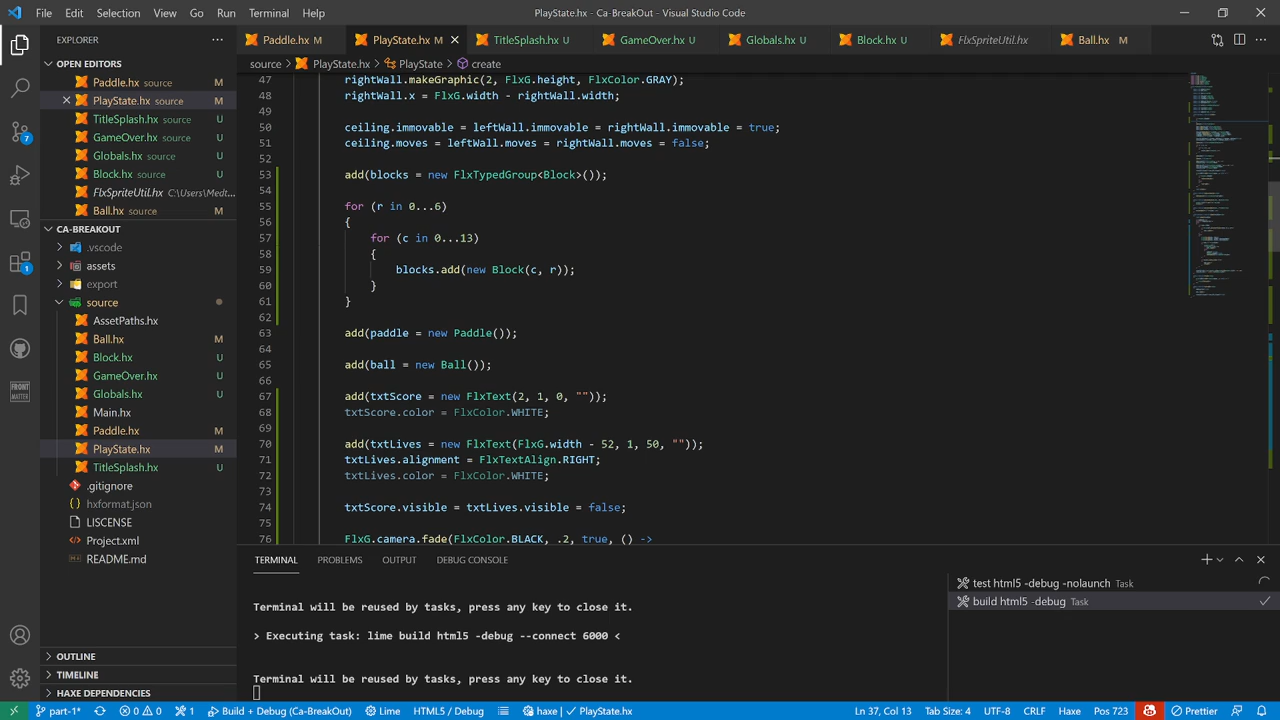 File Edit Selection View Go Run Terminal Help PlayState.hx - Ca-BreakOut - Visual Studio Code
EXPLORER ··· Paddle.hx M PlayState.hx M TitleSplash.hx U GameOver.hx U Globals.hx U Block.hx U FlxSpriteUtil.hx Ball.hx M ···
source > PlayState.hx > PlayState > create
OPEN EDITORS
Paddle.hx source M
PlayState.hx source M
TitleSplash.hx source U
GameOver.hx source U
Globals.hx source U
Block.hx source U
FlxSpriteUtil.hx C:\Users\Medt...
Ball.hx source M
CA-BREAKOUT
.vscode
assets
export
source
AssetPaths.hx
Ball.hx M
Block.hx U
GameOver.hx U
Globals.hx U
Main.hx
Paddle.hx M
PlayState.hx M
TitleSplash.hx U
.gitignore
hxformat.json
LISCENSE
Project.xml
README.md
OUTLINE
TIMELINE
HAXE DEPENDENCIES
7
1
FRONT
MATTER
47 rightWall.makeGraphic(2, FlxG.height, FlxColor.GRAY);
48 rightWall.x = FlxG.width - rightWall.width;
49
50 ceiling.immovable = leftWall.immovable = rightWall.immovable = true;
51 ceiling.moves = leftWall.moves = rightWall.moves = false;
52
53 add(blocks = new FlxTypedGroup<Block>());
54
55 for (r in 0...6)
56 {
57 for (c in 0...13)
58 {
59 blocks.add(new Block(c, r));
60 }
61 }
62
63 add(paddle = new Paddle());
64
65 add(ball = new Ball());
66
67 add(txtScore = new FlxText(2, 1, 0, ""));
68 txtScore.color = FlxColor.WHITE;
69
70 add(txtLives = new FlxText(FlxG.width - 52, 1, 50, ""));
71 txtLives.alignment = FlxTextAlign.RIGHT;
72 txtLives.color = FlxColor.WHITE;
73
74 txtScore.visible = txtLives.visible = false;
75
76 FlxG.camera.fade(FlxColor.BLACK, .2, true, () ->
TERMINAL PROBLEMS OUTPUT DEBUG CONSOLE
Terminal will be reused by tasks, press any key to close it.
> Executing task: lime build html5 -debug --connect 6000 <
Terminal will be reused by tasks, press any key to close it.
test html5 -debug -nolaunch Task
build html5 -debug Task
part-1* 0 0 1 Build + Debug (Ca-BreakOut) Lime HTML5 / Debug haxe | PlayState.hx Ln 37, Col 13 Tab Size: 4 UTF-8 CRLF Haxe Pos 723 Prettier